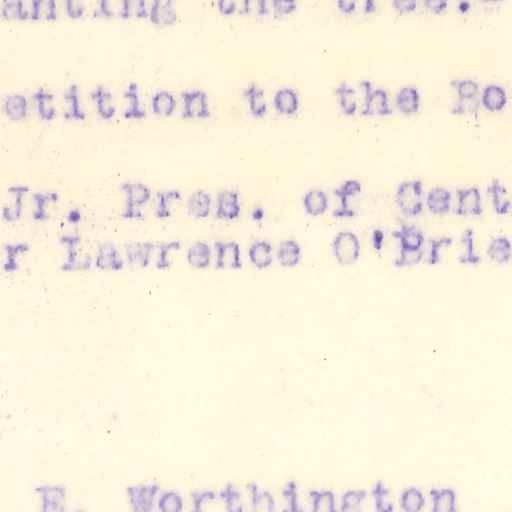 anting the tree.-
etition to the Bo
Jr. Pres. of Cent
r Lawrence O'Brie
E. Worthington